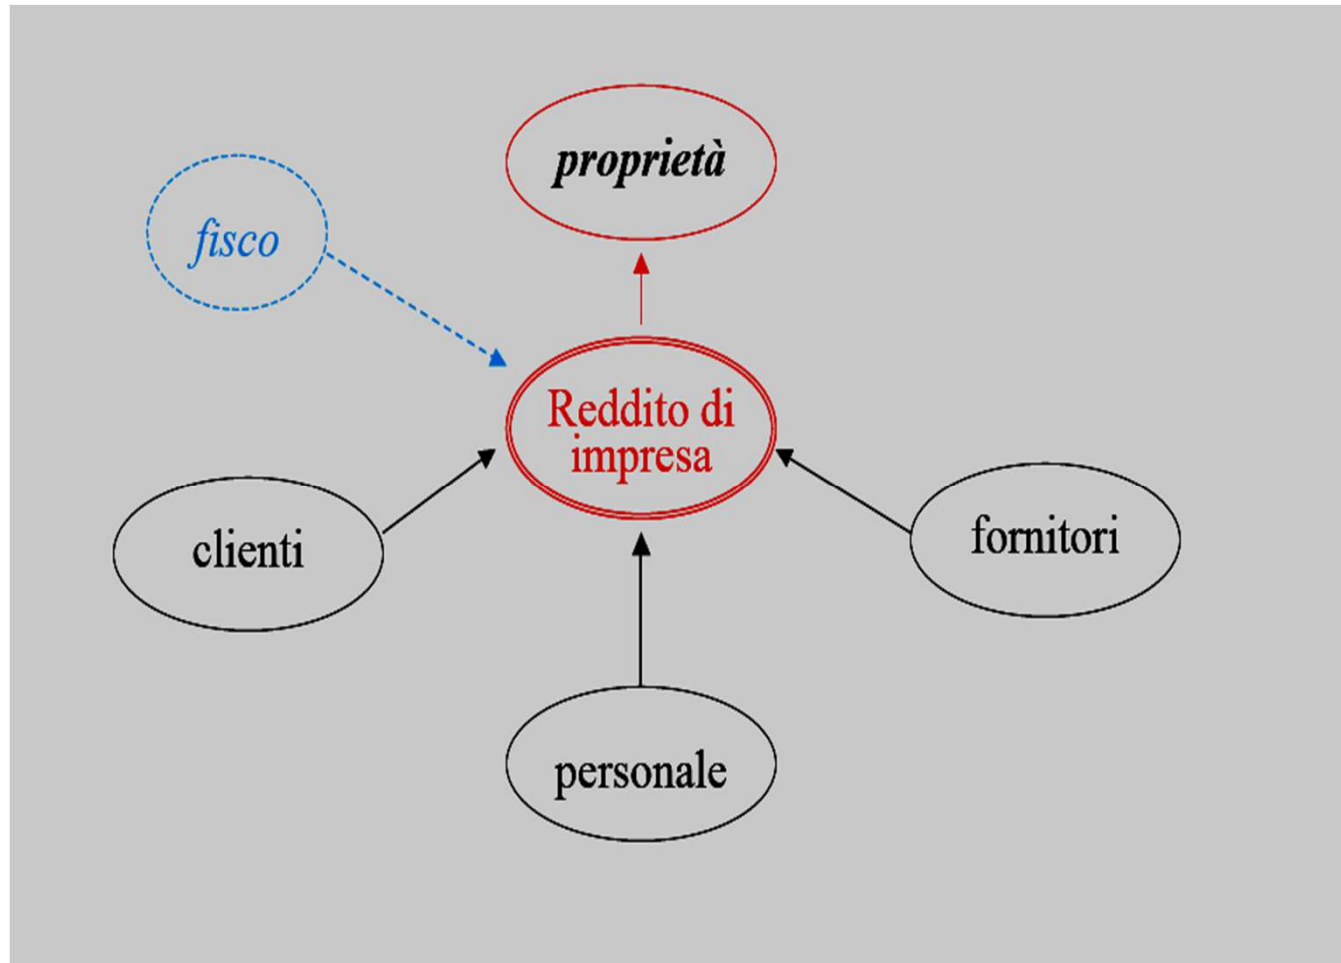 proprietà
fisco
Reddito di
impresa
clienti
fornitori
personale